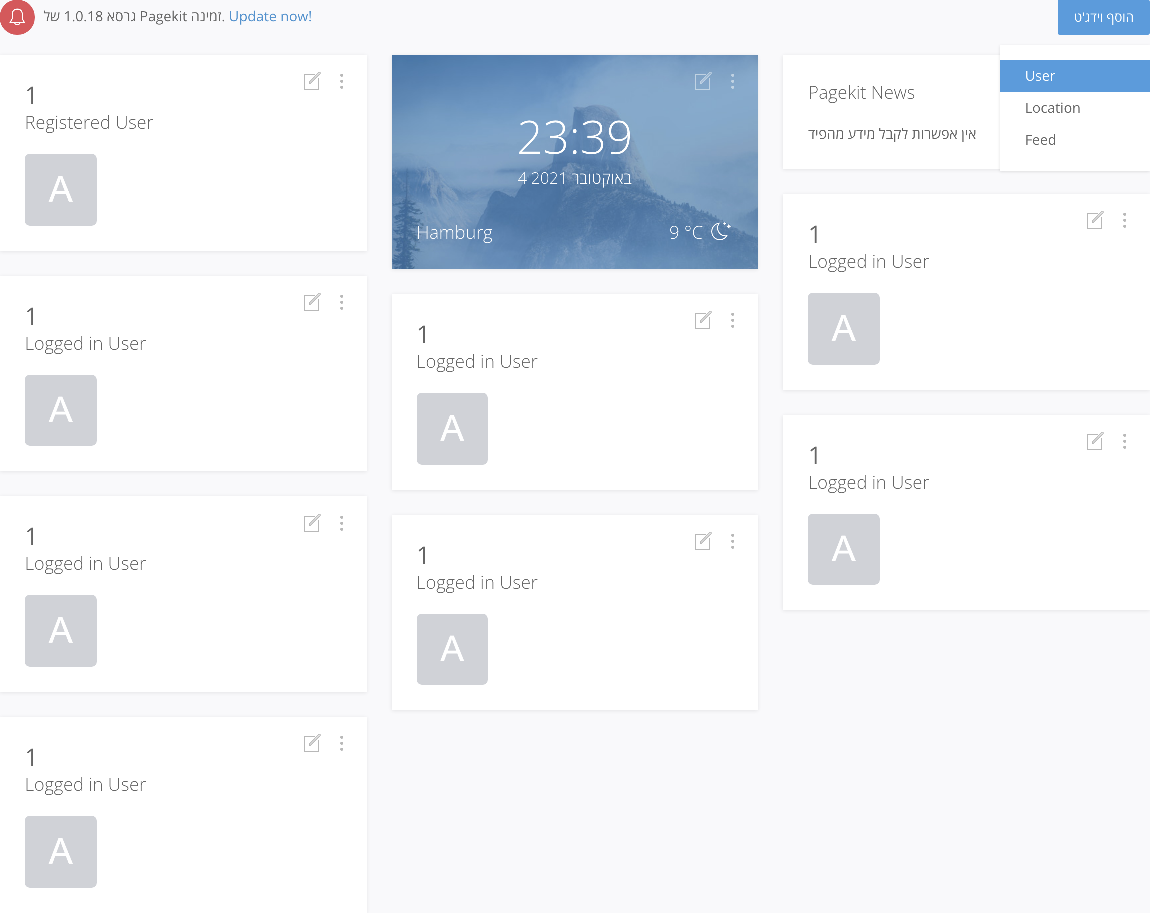 גרסא 1.0.18 של Pagekit זמינה. Update now!
הוסף וידג'ט
User
Location
Feed
1
Registered User
A
1
Logged in User
A
1
Logged in User
A
1
Logged in User
A
23:39
4 באוקטובר 2021
Hamburg
9 °C
1
Logged in User
A
1
Logged in User
A
Pagekit News
אין אפשרות לקבל מידע מהפיד
1
Logged in User
A
1
Logged in User
A